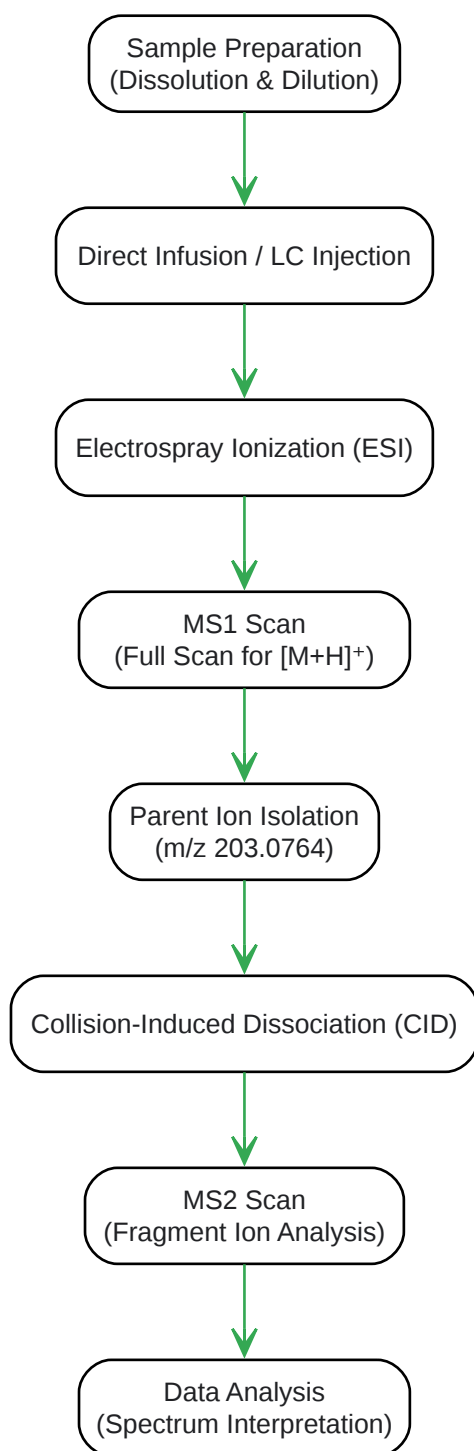 Sample Preparation
(Dissolution & Dilution)
Direct Infusion / LC Injection
Electrospray Ionization (ESI)
MS1 Scan
(Full Scan for [M+H]⁺)
Parent Ion Isolation
(m/z 203.0764)
Collision-Induced Dissociation (CID)
MS2 Scan
(Fragment Ion Analysis)
Data Analysis
(Spectrum Interpretation)